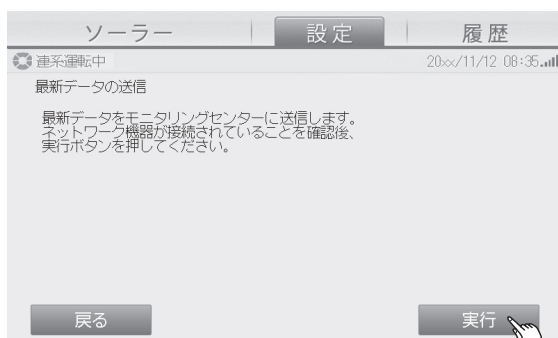 ソーラー 設定 履歴
連系運転中 20xx/11/12 08:35
最新データの送信
最新データをモニタリングセンターに送信します。
ネットワーク機器が接続されていることを確認後、
実行ボタンを押してください。
戻る 実行